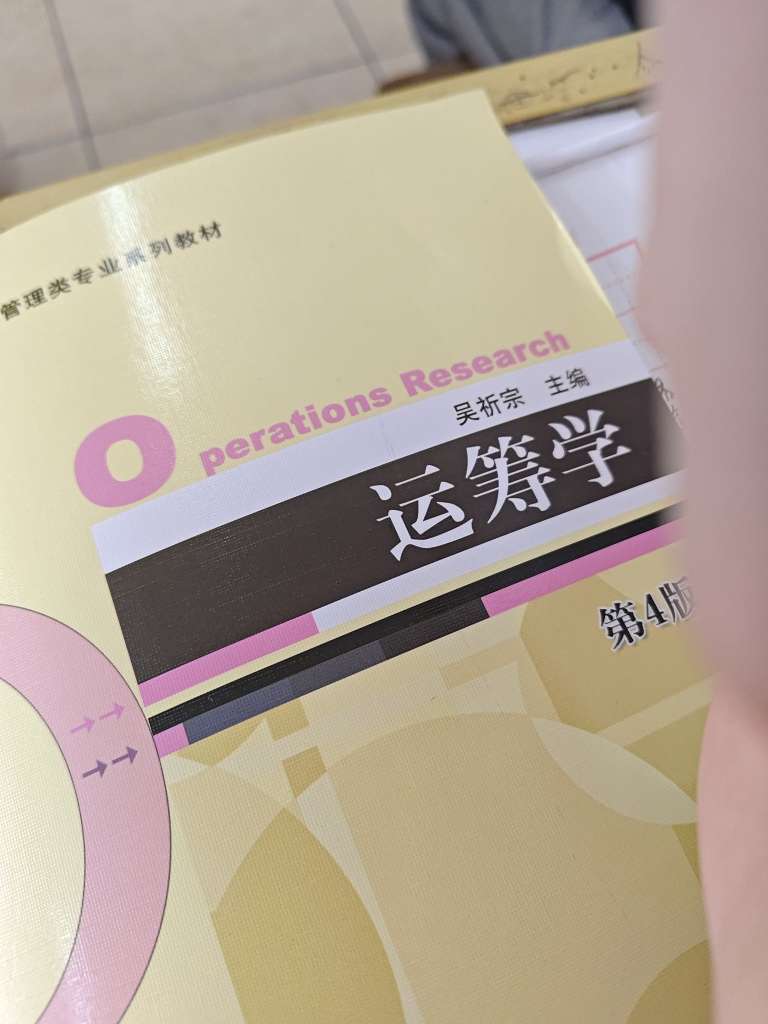 管理类专业系列教材
Operations Research
吴祈宗 主编
运筹学
第4版